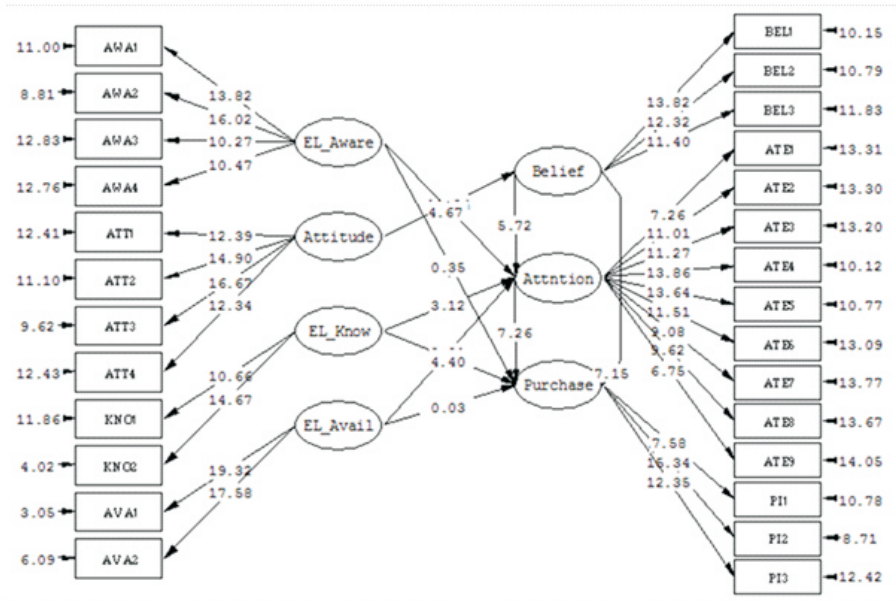 11.00 AWA1
8.81 AWA2
12.83 AWA3
12.76 AWA4
12.41 ATT1
11.10 ATT2
9.62 ATT3
12.43 ATT4
11.86 KNO1
4.02 KNO2
3.05 AVA1
6.09 AVA2
13.82
16.02
10.27
10.47
12.39
14.90
16.67
12.34
10.66
14.67
19.32
17.58
EL_Aware
Attitude
EL_Know
EL_Avail
4.67
0.35
3.12
4.40
0.03
Belief
5.72
Attntion
7.26
Purchase
7.15
13.82
12.32
11.40
7.26
11.01
11.27
13.86
13.64
11.51
9.08
9.62
6.75
7.58
12.35
BEL1 10.15
BEL2 10.79
BEL3 11.83
ATE1 13.31
ATE2 13.30
ATE3 13.20
ATE4 10.12
ATE5 10.77
ATE6 13.09
ATE7 13.77
ATE8 13.67
ATE9 14.05
PI1 10.78
PI2 8.71
PI3 12.42